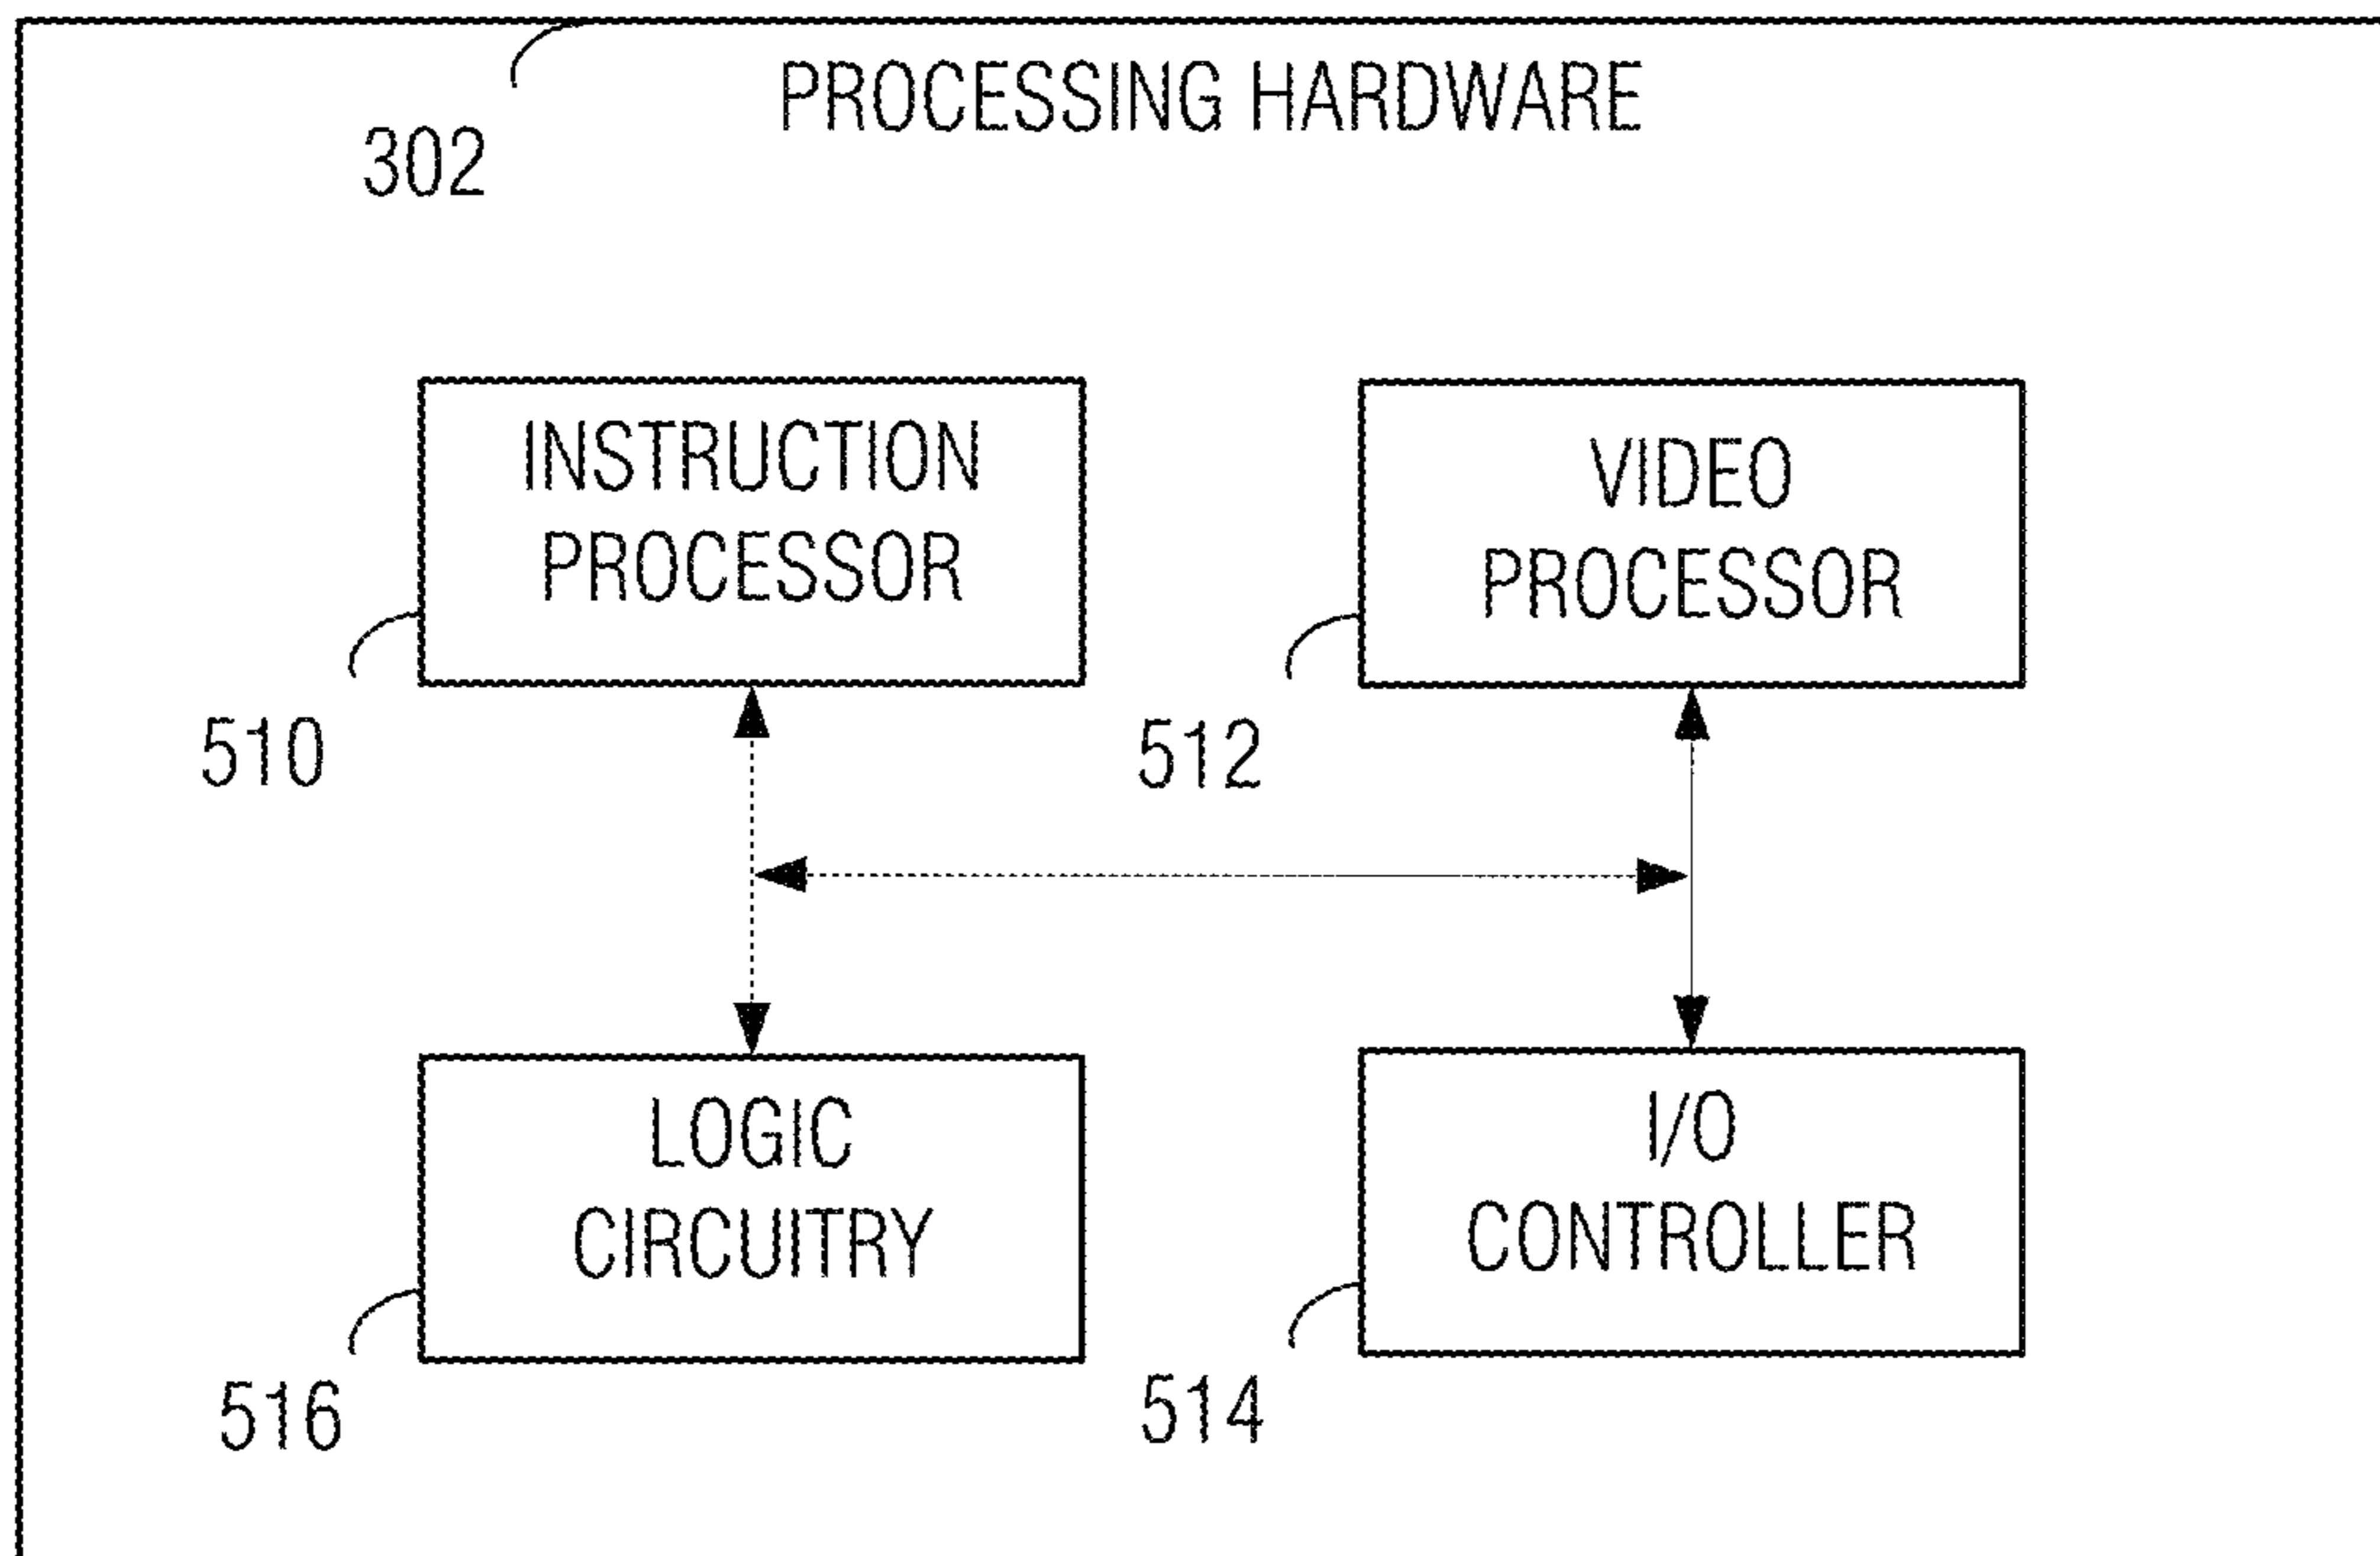 PROCESSING HARDWARE
302
INSTRUCTION
PROCESSOR
510
VIDEO
PROCESSOR
512
LOGIC
CIRCUITRY
516
I/O
CONTROLLER
514